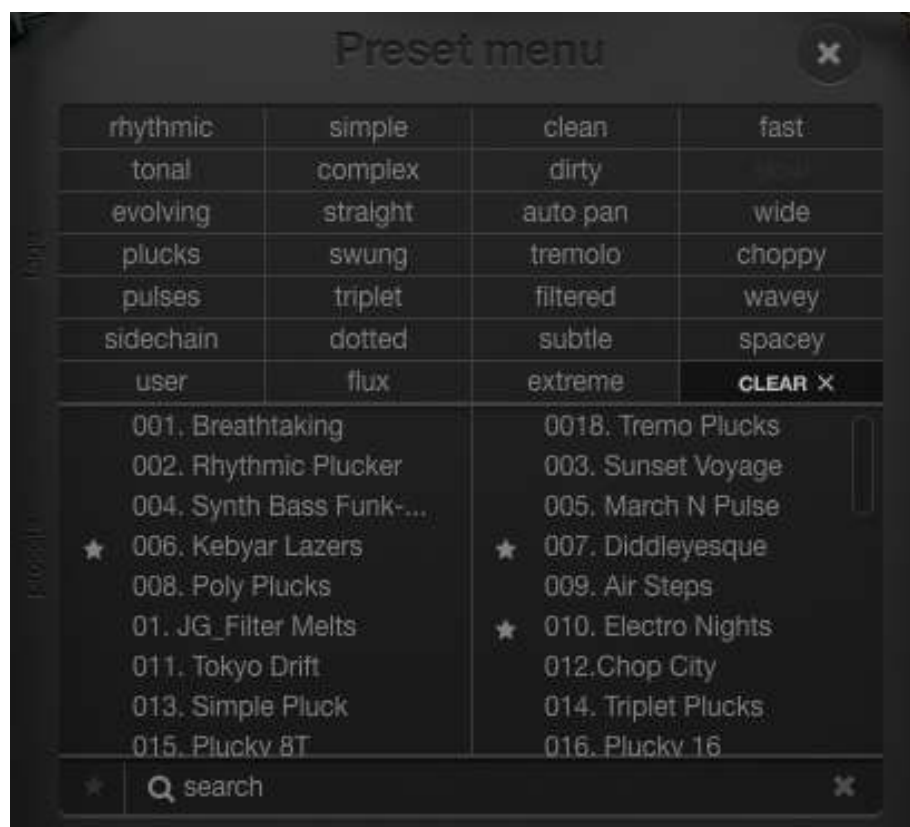 Preset menu
rhythmic simple clean fast
tonal complex dirty
evolving straight auto pan wide
plucks swung tremolo choppy
pulses triplet filtered wavey
sidechain dotted subtle spacey
user flux extreme CLEAR ×
001. Breathtaking 0018. Tremo Plucks
002. Rhythmic Plucker 003. Sunset Voyage
004. Synth Bass Funk-... 005. March N Pulse
006. Kebyar Lazers 007. Diddleyesque
008. Poly Plucks 009. Air Steps
01. JG_Filter Melts 010. Electro Nights
011. Tokyo Drift 012.Chop City
013. Simple Pluck 014. Triplet Plucks
015. Plucky 8T 016. Plucky 16
search